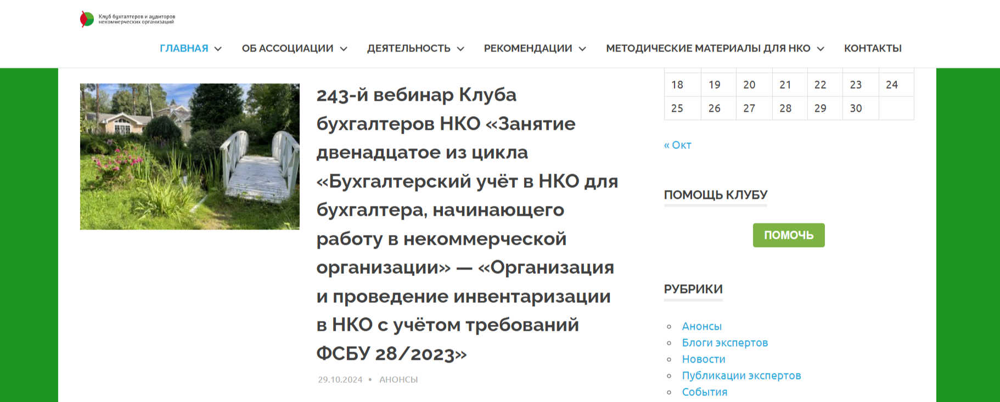 Клуб бухгалтеров и аудиторов
некоммерческих организаций
ГЛАВНАЯ ОБ АССОЦИАЦИИ ДЕЯТЕЛЬНОСТЬ РЕКОМЕНДАЦИИ МЕТОДИЧЕСКИЕ МАТЕРИАЛЫ ДЛЯ НКО КОНТАКТЫ
243-й вебинар Клуба
бухгалтеров НКО «Занятие
двенадцатое из цикла
«Бухгалтерский учёт в НКО для
бухгалтера, начинающего
работу в некоммерческой
организации» — «Организация
и проведение инвентаризации
в НКО с учётом требований
ФСБУ 28/2023»
29.10.2024 • АНОНСЫ
18 19 20 21 22 23 24
25 26 27 28 29 30
« Окт
ПОМОЩЬ КЛУБУ
ПОМОЧЬ
РУБРИКИ
Анонсы
Блоги экспертов
Новости
Публикации экспертов
События